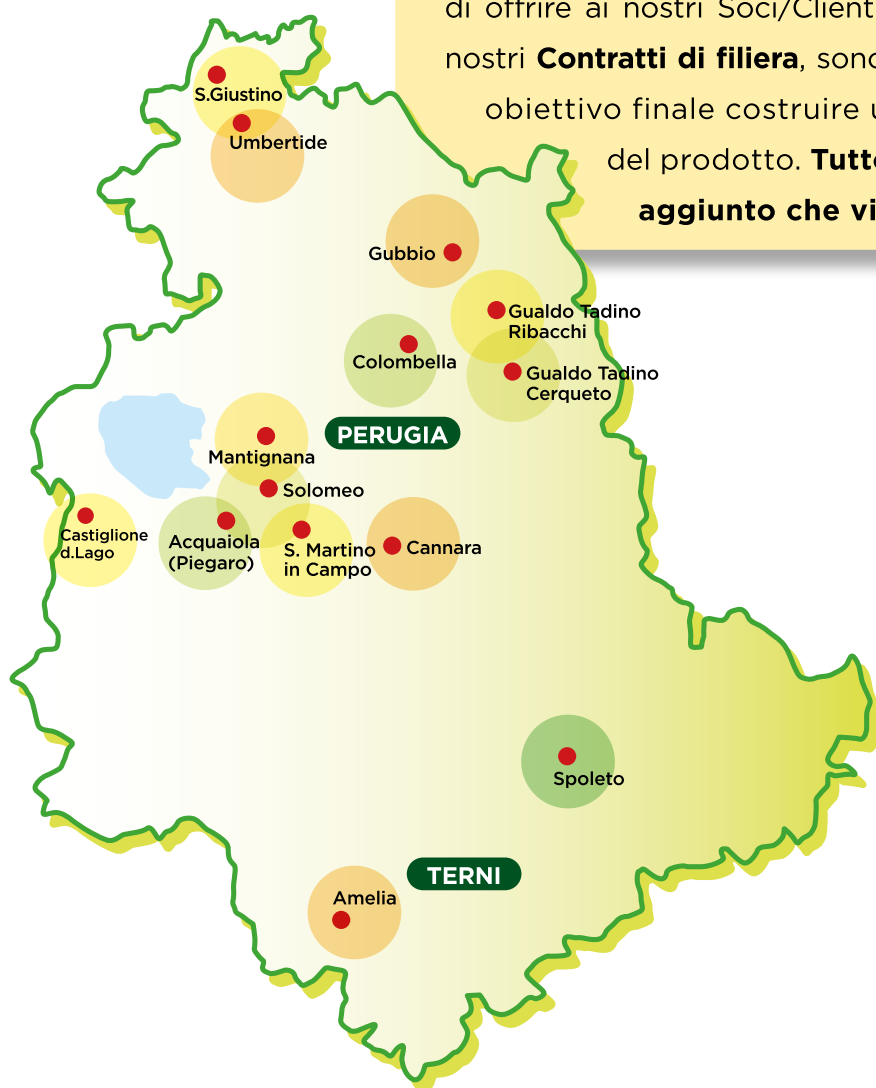 di offrire ai nostri Soci/Client
nostri Contratti di filiera, sono
obiettivo finale costruire u
del prodotto. Tutto
aggiunto che vi
S.Giustino
Umbertide
Gubbio
Gualdo Tadino
Ribacchi
Colombella
Gualdo Tadino
Cerqueto
PERUGIA
Mantignana
Solomeo
Castiglione
d.Lago
Acquaiola
(Piegaro)
S. Martino
in Campo
Cannara
Spoleto
TERNI
Amelia